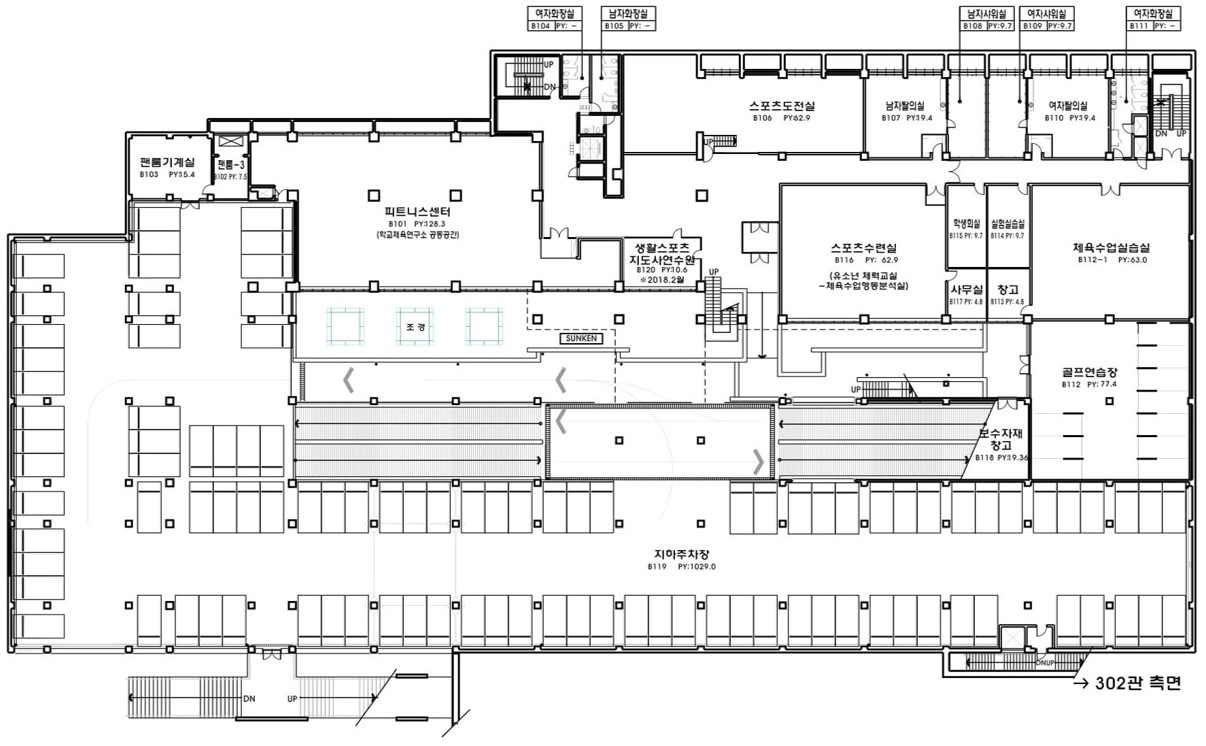 여자화장실
B104 PY: -
남자화장실
B105 PY: -
남자샤워실
B108 PY:9.7
여자샤워실
B109 PY:9.7
여자화장실
B111 PY: -
UP
DN
스포츠도전실
B106 PY:62.9
남자탈의실
B107 PY:19.4
여자탈의실
B110 PY:19.4
DN UP
UP
팬룸기계실
B103 PY:15.4
팬룸-3
B102 PY: 7.5
피트니스센터
B101 PY:128.3
(학교체육연구소 공동공간)
생활스포츠
지도사연수원
B120 PY:10.6
※2018.2월
스포츠수련실
B116 PY: 62.9
(유소년 체력교실
-체육수업행동분석실)
학생회실
B115 PY: 9.7
실험실습실
B114 PY: 9.7
체육수업실습실
B112-1 PY:63.0
사무실
B117 PY: 4.8
창고
B113 PY: 4.8
UP
조 경
SUNKEN
골프연습장
B112 PY: 77.4
UP
보수자재
창고
B118 PY:19.36
지하주차장
B119 PY:1029.0
DN
UP
DN UP
→ 302관 측면